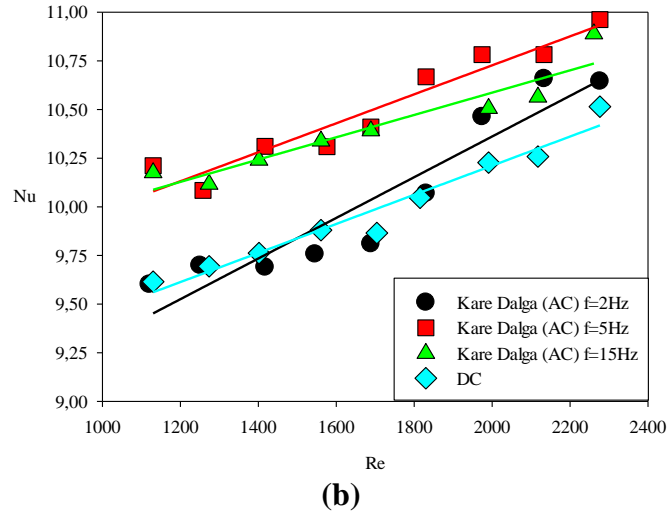 11,00
10,75
10,50
10,25
Nu
10,00
9,75
9,50
9,25
9,00
Kare Dalga (AC) f=2Hz
Kare Dalga (AC) f=5Hz
Kare Dalga (AC) f=15Hz
DC
1000 1200 1400 1600 1800 2000 2200 2400
Re
(b)